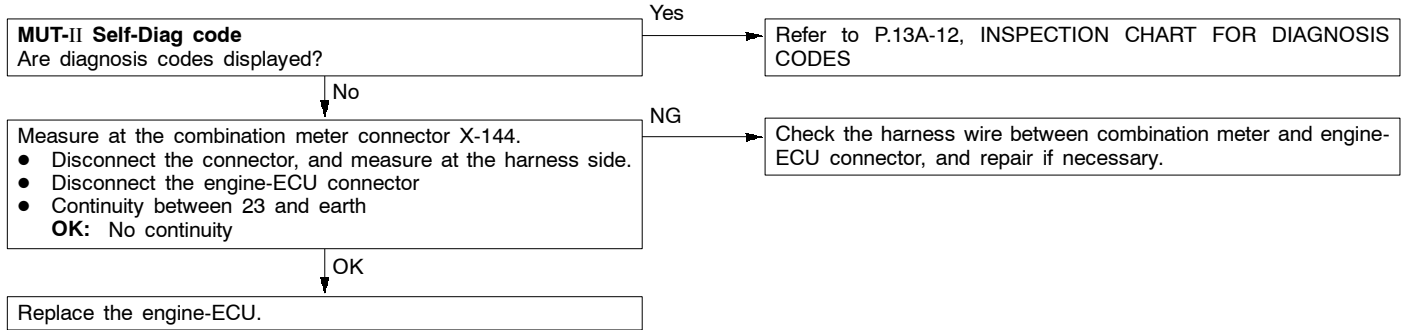 MUT-II Self-Diag code
Are diagnosis codes displayed?
Yes
Refer to P.13A-12, INSPECTION CHART FOR DIAGNOSIS
CODES
No
Measure at the combination meter connector X-144.
● Disconnect the connector, and measure at the harness side.
● Disconnect the engine-ECU connector
● Continuity between 23 and earth
OK: No continuity
NG
Check the harness wire between combination meter and engine-
ECU connector, and repair if necessary.
OK
Replace the engine-ECU.